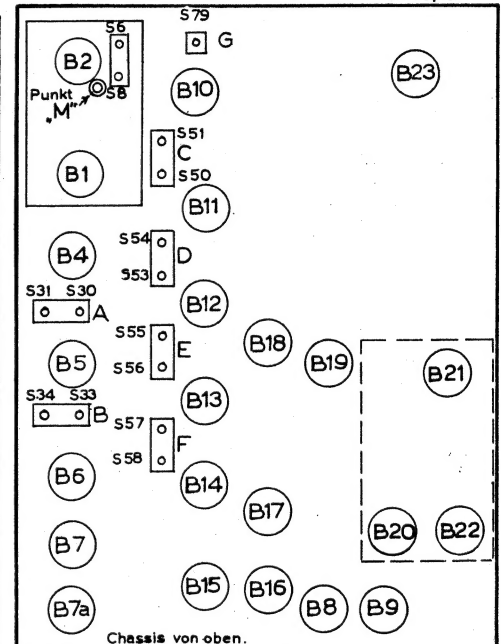 S79
S6
G
B2
B23
S8
B10
Punkt
„M"
S51
C
B1
S50
B11
S54
B4
D
S53
S31 S30
A
B12
S55
B18
E
B19
B5
S56
B21
S34 S33
B
B13
S57
F
S58
B6
B14
B17
B20
B22
B7
B15
B16
B7a
B8
B9
Chassis von oben.